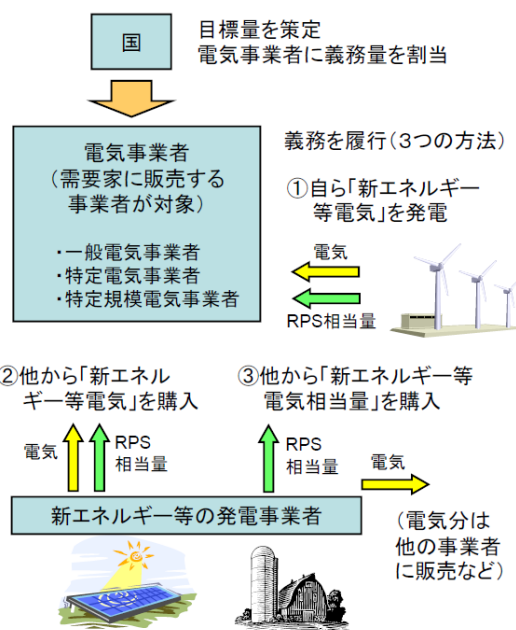 国
目標量を策定
電気事業者に義務量を割当
電気事業者
（需要家に販売する
事業者が対象）
・一般電気事業者
・特定電気事業者
・特定規模電気事業者
義務を履行（３つの方法）
①自ら「新エネルギー
等電気」を発電
電気
RPS相当量
②他から「新エネル
ギー等電気」を購入
電気
RPS
相当量
③他から「新エネルギー等
電気相当量」を購入
RPS
相当量
電気
新エネルギー等の発電事業者
（電気分は
他の事業者
に販売など）